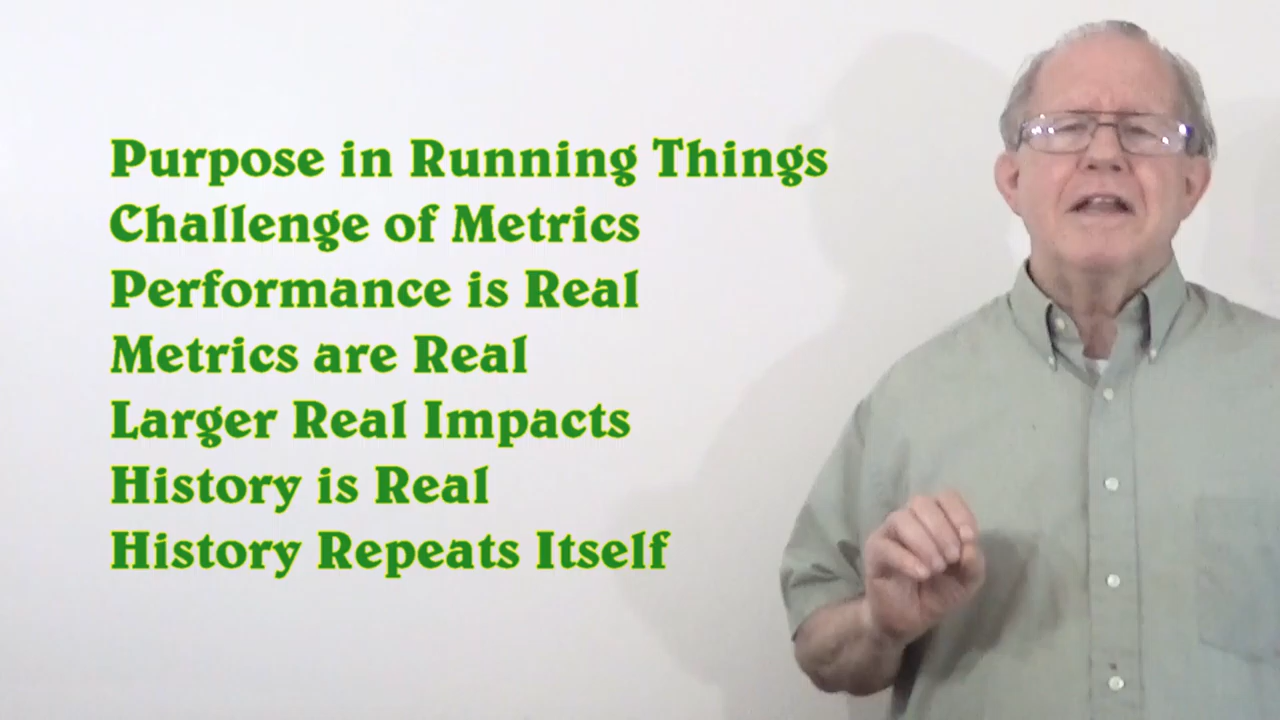 Purpose in Running Things
Challenge of Metrics
Performance is Real
Metrics are Real
Larger Real Impacts
History is Real
History Repeats Itself